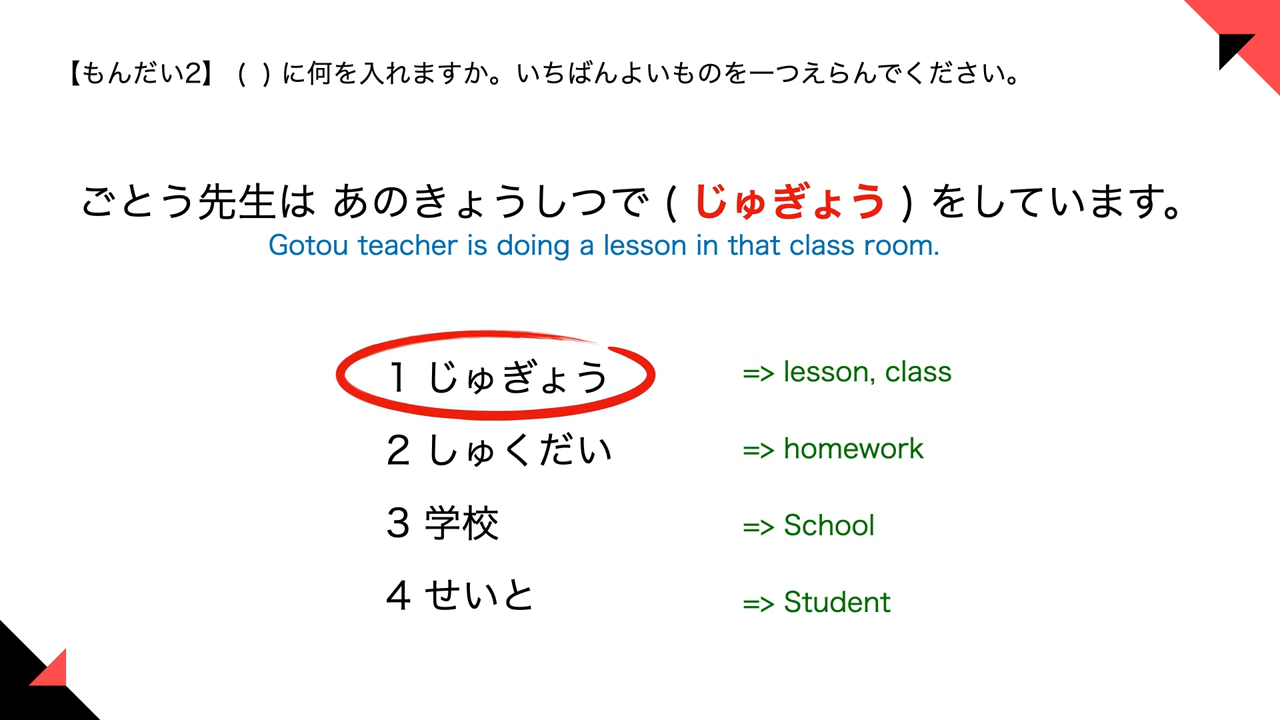 【もんだい2】 ( ) に何を入れますか。いちばんよいものを一つえらんでください。
ごとう先生は あのきょうしつで ( じゅぎょう ) をしています。
Gotou teacher is doing a lesson in that class room.
1 じゅぎょう => lesson, class
2 しゅくだい => homework
3 学校 => School
4 せいと => Student